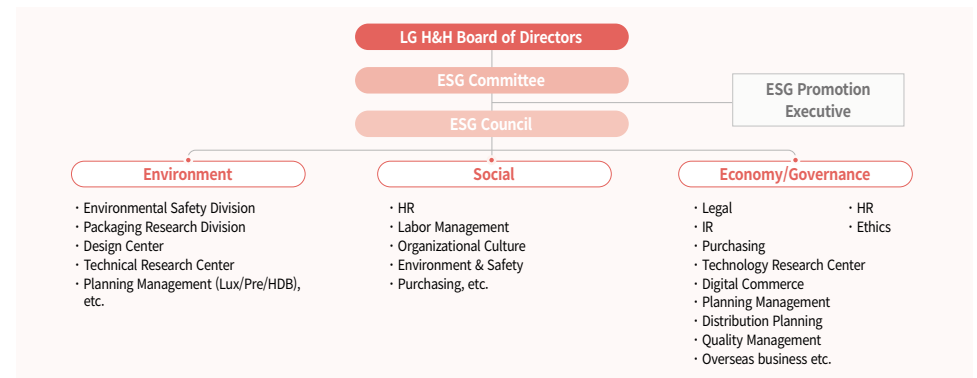 LG H&H Board of Directors
ESG Committee
ESG Promotion
Executive
ESG Council
Environment
· Environmental Safety Division
· Packaging Research Division
· Design Center
· Technical Research Center
· Planning Management (Lux/Pre/HDB),
etc.
Social
· HR
· Labor Management
· Organizational Culture
· Environment & Safety
· Purchasing, etc.
Economy/Governance
· Legal
· IR
· Purchasing
· Technology Research Center
· Digital Commerce
· Planning Management
· Distribution Planning
· Quality Management
· Overseas business etc.
· HR
· Ethics